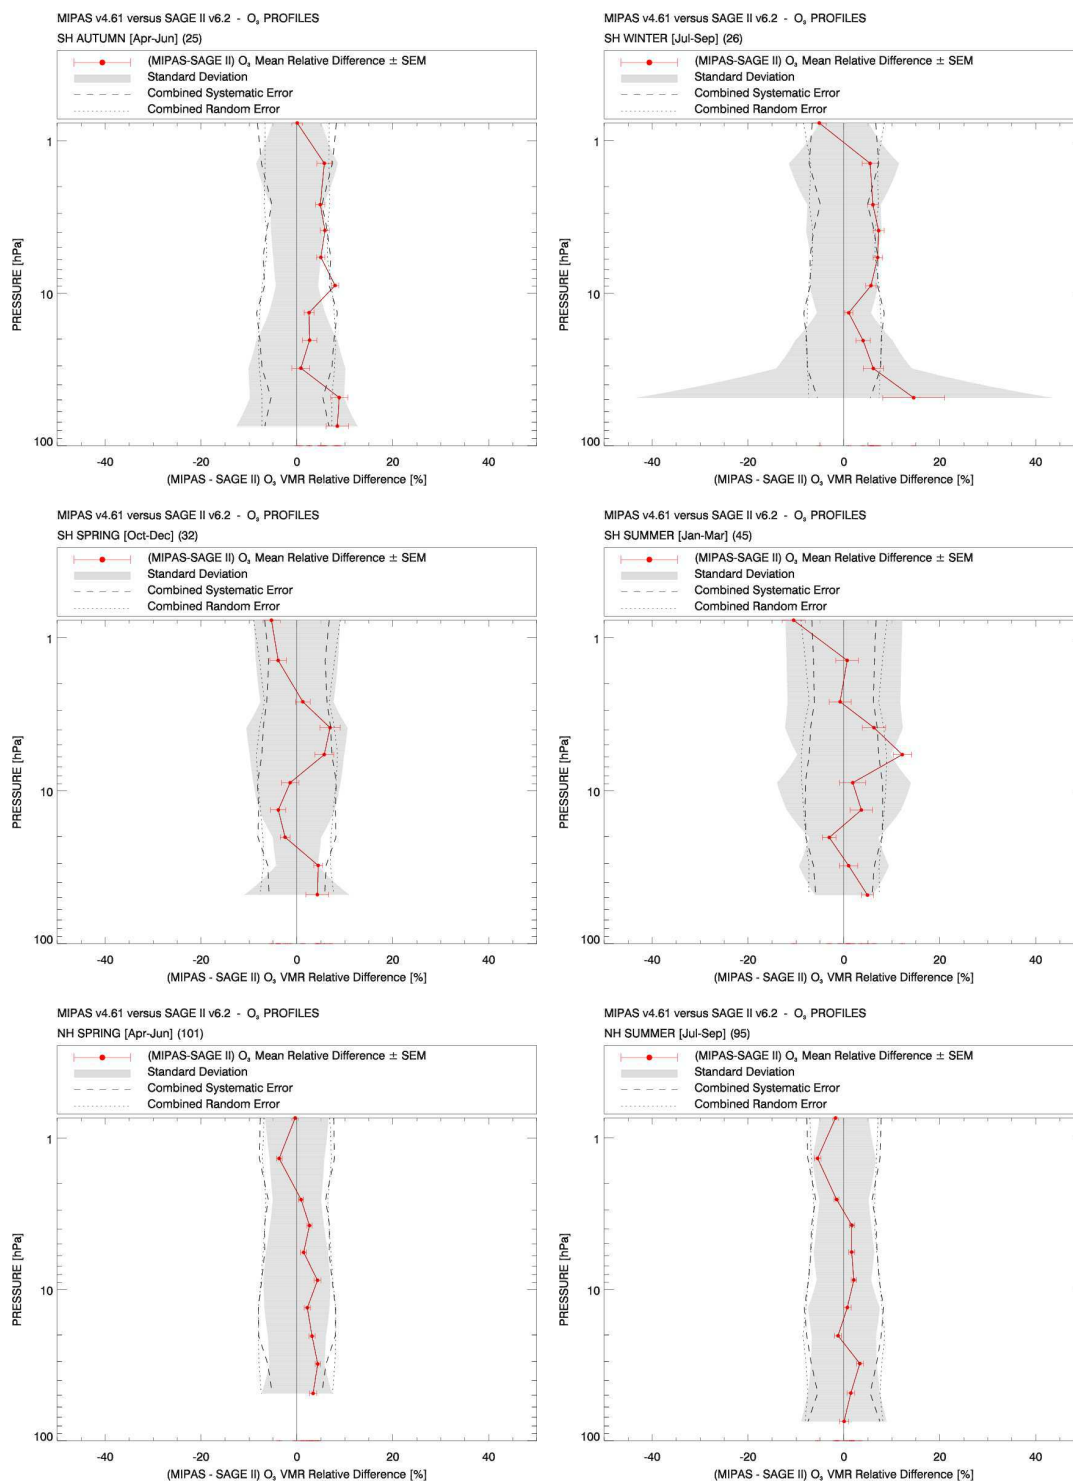 MIPAS v4.61 versus SAGE II v6.2 - O₃ PROFILES
SH AUTUMN [Apr-Jun] (25)
(MIPAS-SAGE II) O₃ Mean Relative Difference ± SEM
Standard Deviation
Combined Systematic Error
Combined Random Error
1
10
100
PRESSURE [hPa]
-40 -20 0 20 40
(MIPAS - SAGE II) O₃ VMR Relative Difference [%]
MIPAS v4.61 versus SAGE II v6.2 - O₃ PROFILES
SH WINTER [Jul-Sep] (26)
(MIPAS-SAGE II) O₃ Mean Relative Difference ± SEM
Standard Deviation
Combined Systematic Error
Combined Random Error
1
10
100
PRESSURE [hPa]
-40 -20 0 20 40
(MIPAS - SAGE II) O₃ VMR Relative Difference [%]
MIPAS v4.61 versus SAGE II v6.2 - O₃ PROFILES
SH SPRING [Oct-Dec] (32)
(MIPAS-SAGE II) O₃ Mean Relative Difference ± SEM
Standard Deviation
Combined Systematic Error
Combined Random Error
1
10
100
PRESSURE [hPa]
-40 -20 0 20 40
(MIPAS - SAGE II) O₃ VMR Relative Difference [%]
MIPAS v4.61 versus SAGE II v6.2 - O₃ PROFILES
SH SUMMER [Jan-Mar] (45)
(MIPAS-SAGE II) O₃ Mean Relative Difference ± SEM
Standard Deviation
Combined Systematic Error
Combined Random Error
1
10
100
PRESSURE [hPa]
-40 -20 0 20 40
(MIPAS - SAGE II) O₃ VMR Relative Difference [%]
MIPAS v4.61 versus SAGE II v6.2 - O₃ PROFILES
NH SPRING [Apr-Jun] (101)
(MIPAS-SAGE II) O₃ Mean Relative Difference ± SEM
Standard Deviation
Combined Systematic Error
Combined Random Error
1
10
100
PRESSURE [hPa]
-40 -20 0 20 40
(MIPAS - SAGE II) O₃ VMR Relative Difference [%]
MIPAS v4.61 versus SAGE II v6.2 - O₃ PROFILES
NH SUMMER [Jul-Sep] (95)
(MIPAS-SAGE II) O₃ Mean Relative Difference ± SEM
Standard Deviation
Combined Systematic Error
Combined Random Error
1
10
100
PRESSURE [hPa]
-40 -20 0 20 40
(MIPAS - SAGE II) O₃ VMR Relative Difference [%]